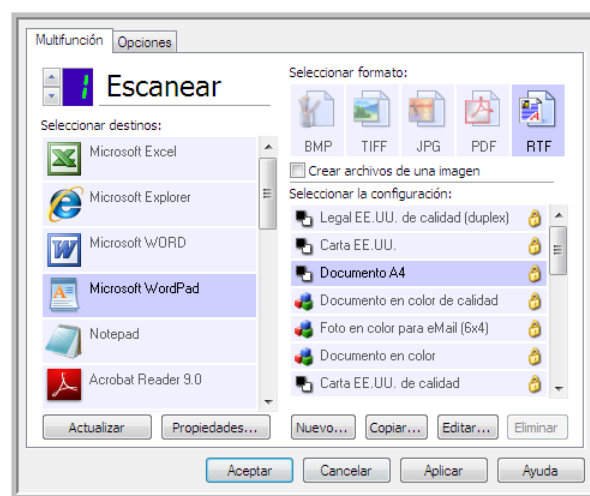 Multifunción
Opciones
1
Escanear
Seleccionar destinos:
Microsoft Excel
Microsoft Explorer
Microsoft WORD
Microsoft WordPad
Notepad
Acrobat Reader 9.0
Actualizar
Propiedades...
Seleccionar formato:
BMP
TIFF
JPG
PDF
RTF
Crear archivos de una imagen
Seleccionar la configuración:
Legal EE.UU. de calidad (duplex)
Carta EE.UU.
Documento A4
Documento en color de calidad
Foto en color para eMail (6x4)
Documento en color
Carta EE.UU. de calidad
Nuevo...
Copiar...
Editar...
Eliminar
Aceptar
Cancelar
Aplicar
Ayuda